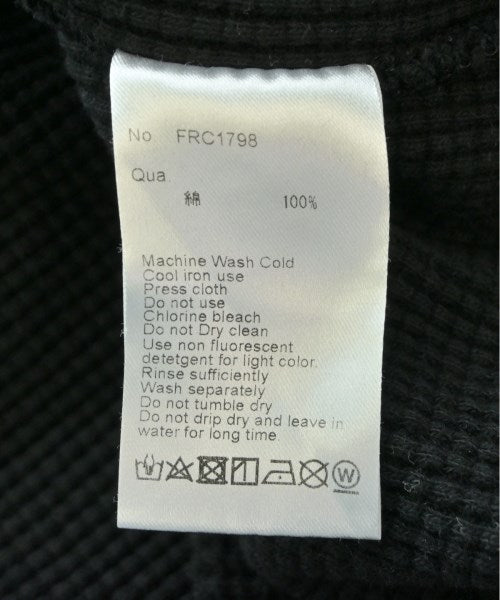 No. FRC1798
Qua.
綿 100%
Machine Wash Cold
Cool iron use
Press cloth
Do not use
Chlorine bleach
Do not Dry clean
Use non fluorescent
detetgent for light color.
Rinse sufficiently
Wash separately
Do not tumble dry
Do not drip dry and leave in
water for long time.
W